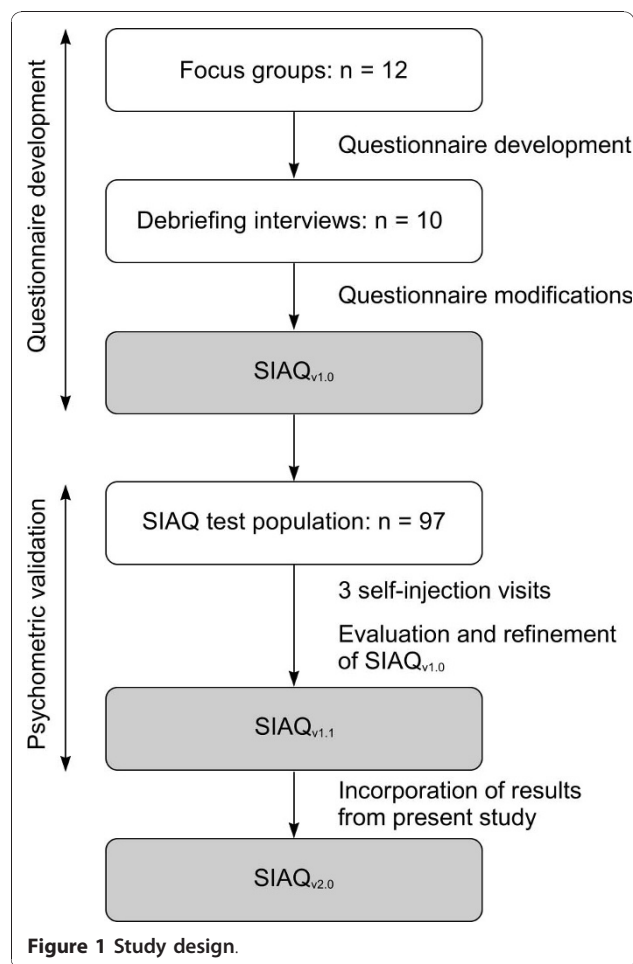 Questionnaire development
Focus groups: n = 12
Questionnaire development
Debriefing interviews: n = 10
Questionnaire modifications
SIAQv1.0
Psychometric validation
SIAQ test population: n = 97
3 self-injection visits
Evaluation and refinement
of SIAQv1.0
SIAQv1.1
Incorporation of results
from present study
SIAQv2.0
Figure 1 Study design.